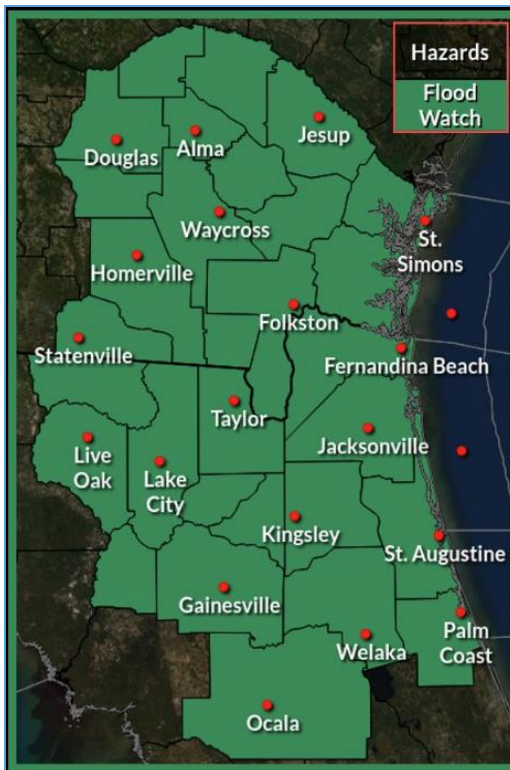 Hazards
Flood
Watch
Jesup
Alma
Douglas
Waycross
St.
Simons
Homerville
Folkston
Statenville
Fernandina Beach
Taylor
Jacksonville
Live
Oak
Lake
City
Kingsley
St. Augustine
Gainesville
Palm
Coast
Welaka
Ocala